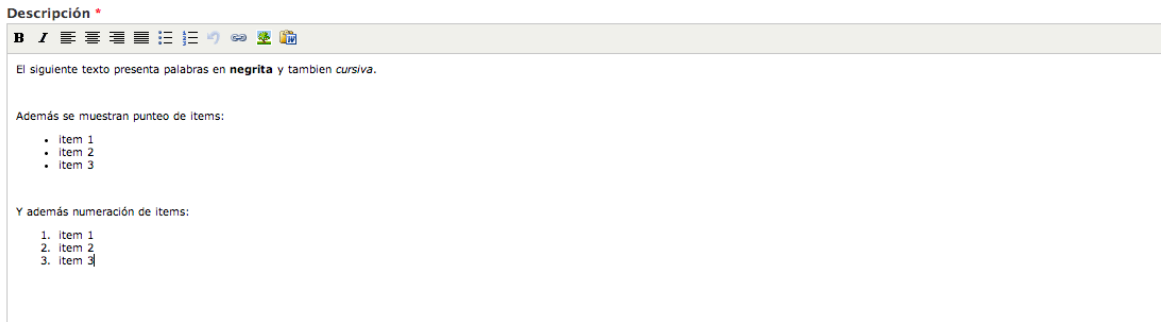 Descripción *
B I
El siguiente texto presenta palabras en negrita y tambien cursiva.
Además se muestran punteo de items:
• item 1
• item 2
• item 3
Y además numeración de items:
1. item 1
2. item 2
3. item 3